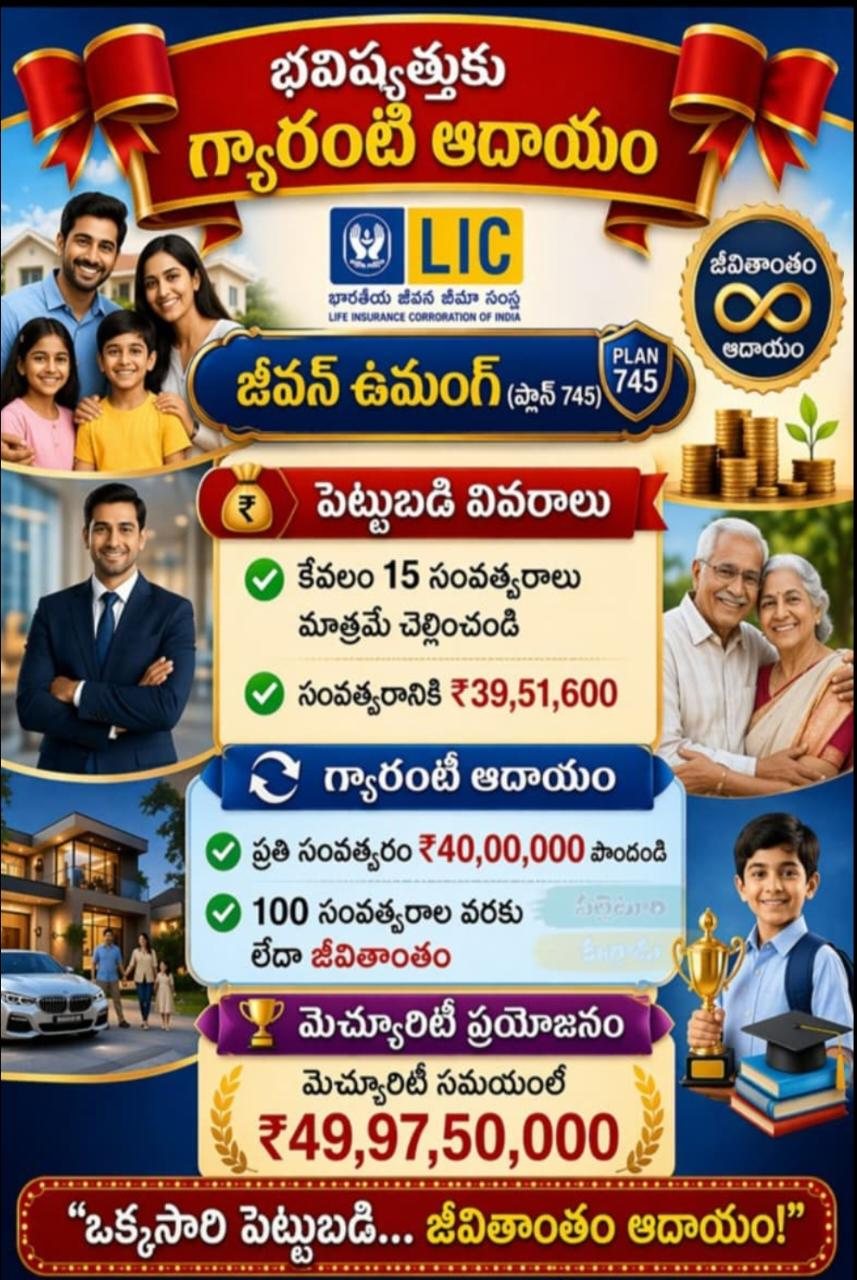 భవిష్యత్తుకు
గ్యారంటి ఆదాయం
LIC
భారతీయ జీవన జీమా సంస్థ
LIFE INSURANCE CORRORATION OF INDIA
జీవితాంతం
ఆదాయం
జీవన్ ఉమంగ్ (ప్లాన్ 745)
PLAN
745
పెట్టుబడి వివరాలు
కేవలం 15 సంవత్సరాలు
మాత్రమే చెల్లించండి
సంవత్సరానికి ₹39,51,600
గ్యారంటీ ఆదాయం
ప్రతి సంవత్సరం ₹40,00,000 పొందండి
100 సంవత్సరాల వరకు
లేదా జీవితాంతం
మెచ్యూరిటీ ప్రయోజనం
మెచ్యూరిటీ సమయంలో
₹49,97,50,000
"ఒక్కసారి పెట్టుబడి... జీవితాంతం ఆదాయం!"